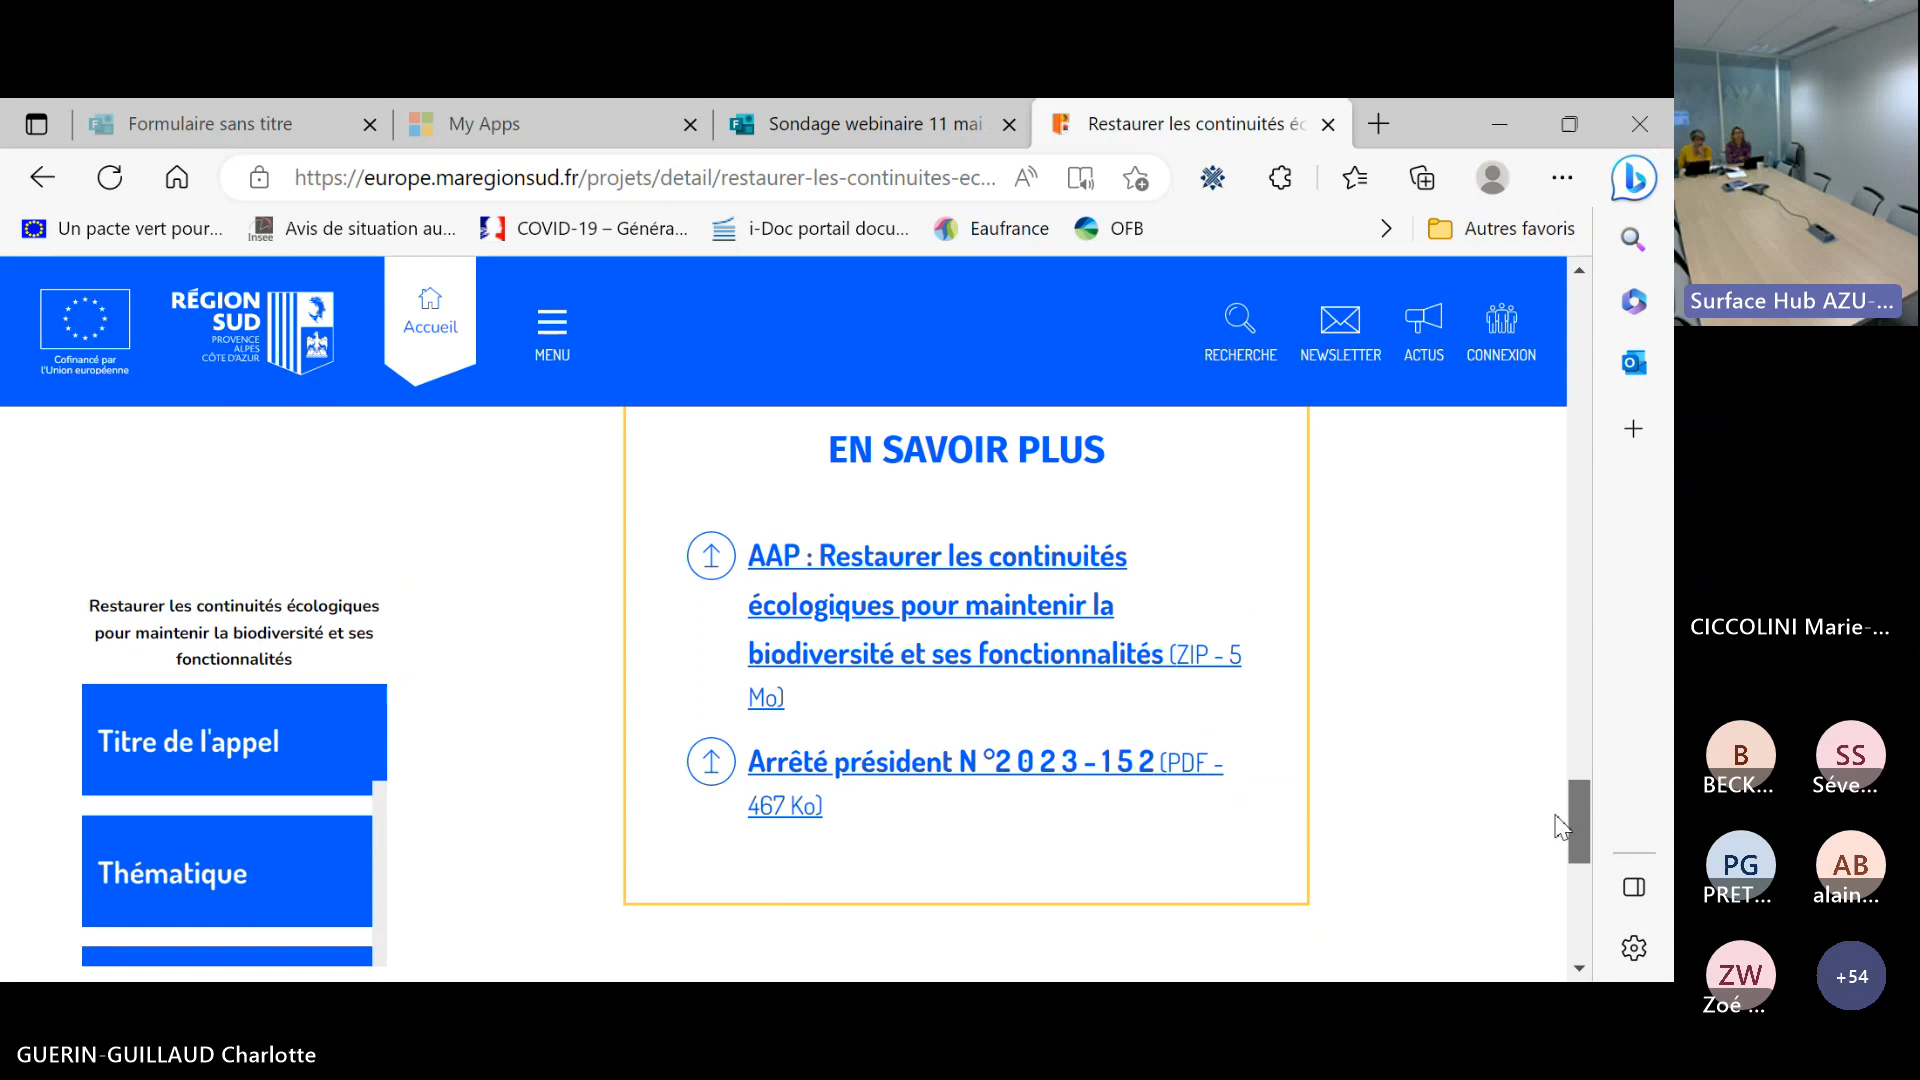 Formulaire sans titre
My Apps
Sondage webinaire 11 mai
Restaurer les continuités éc
https://europe.maregionsud.fr/projets/detail/restaurer-les-continuites-ec...
Un pacte vert pour...
Insee
Avis de situation au...
COVID-19 – Généra...
i-Doc portail docu...
Eaufrance
OFB
Autres favoris
Cofinancé par
l'Union européenne
RÉGION
SUD
PROVENCE
ALPES
CÔTE D'AZUR
Accueil
MENU
RECHERCHE
NEWSLETTER
ACTUS
CONNEXION
EN SAVOIR PLUS
AAP : Restaurer les continuités
écologiques pour maintenir la
biodiversité et ses fonctionnalités (ZIP - 5
Mo)
Arrêté président N °2 0 2 3 - 1 5 2 (PDF -
467 Ko)
Restaurer les continuités écologiques
pour maintenir la biodiversité et ses
fonctionnalités
Titre de l'appel
Thématique
Surface Hub AZU-...
CICCOLINI Marie-...
B
BECK...
SS
Séve...
PG
PRET...
AB
alain...
ZW
Zoé ...
+54
GUERIN-GUILLAUD Charlotte